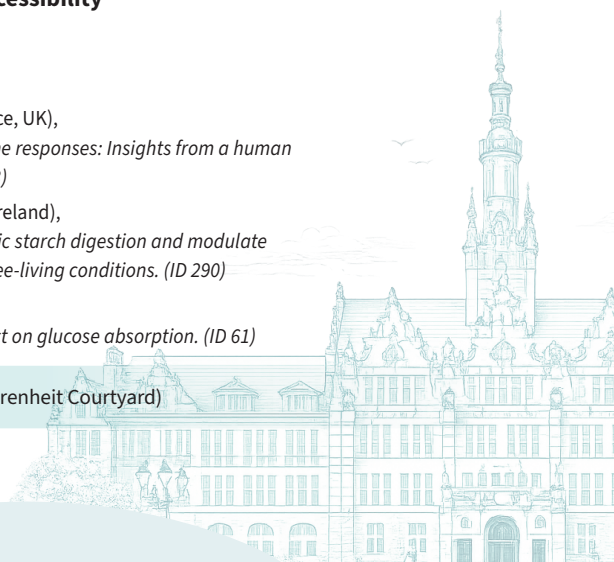 cessibility
ce, UK),
e responses: Insights from a human
)
reland),
ic starch digestion and modulate
ee-living conditions. (ID 290)
ct on glucose absorption. (ID 61)
renheit Courtyard)